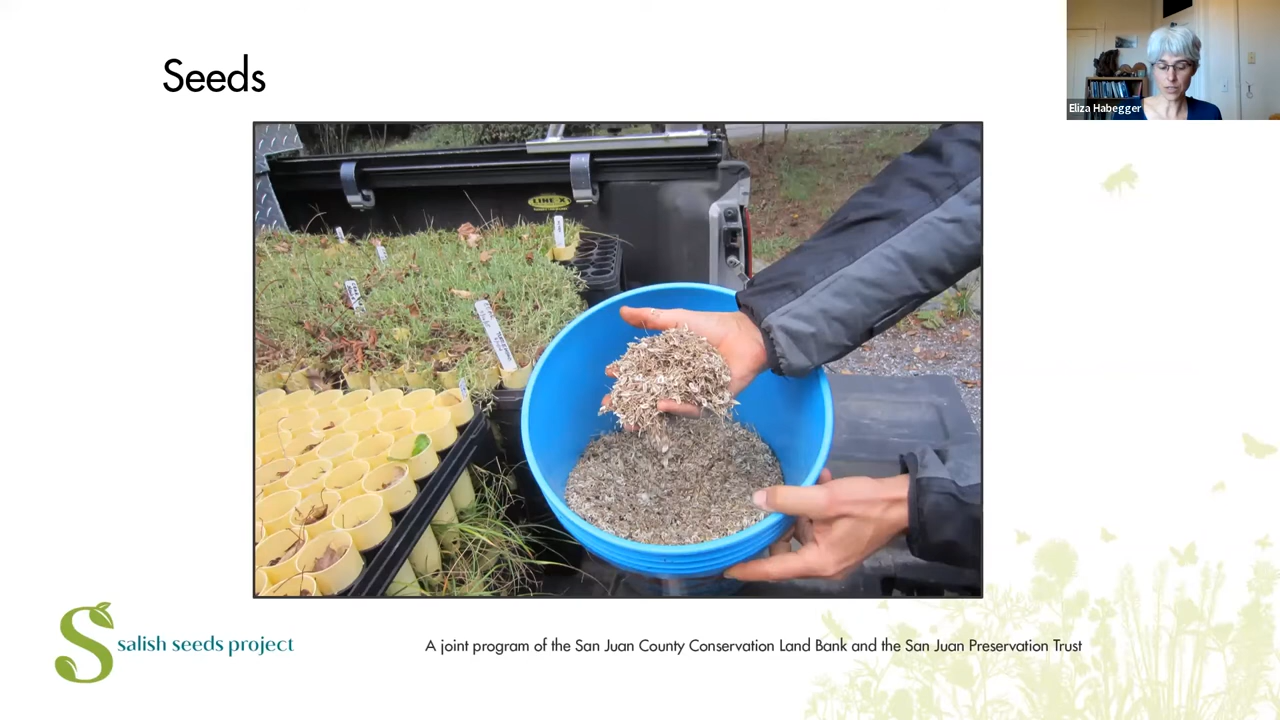 Seeds
Eliza Habegger
LINE-X
salish seeds project
A joint program of the San Juan County Conservation Land Bank and the San Juan Preservation Trust